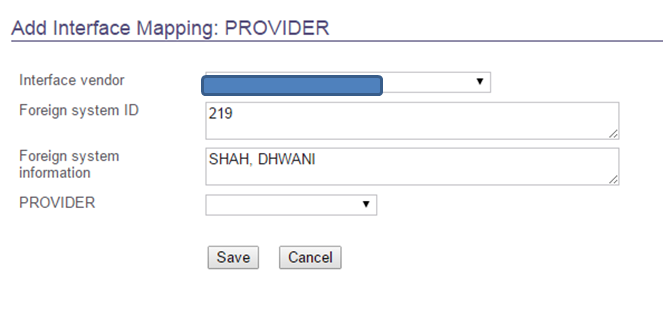 Add Interface Mapping: PROVIDER
Interface vendor
Foreign system ID
219
Foreign system
information
SHAH, DHWANI
PROVIDER
Save Cancel